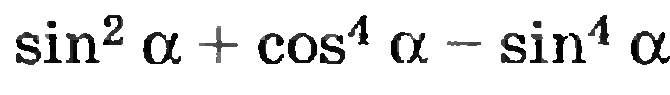 sin² α + cos⁴ α − sin⁴ α